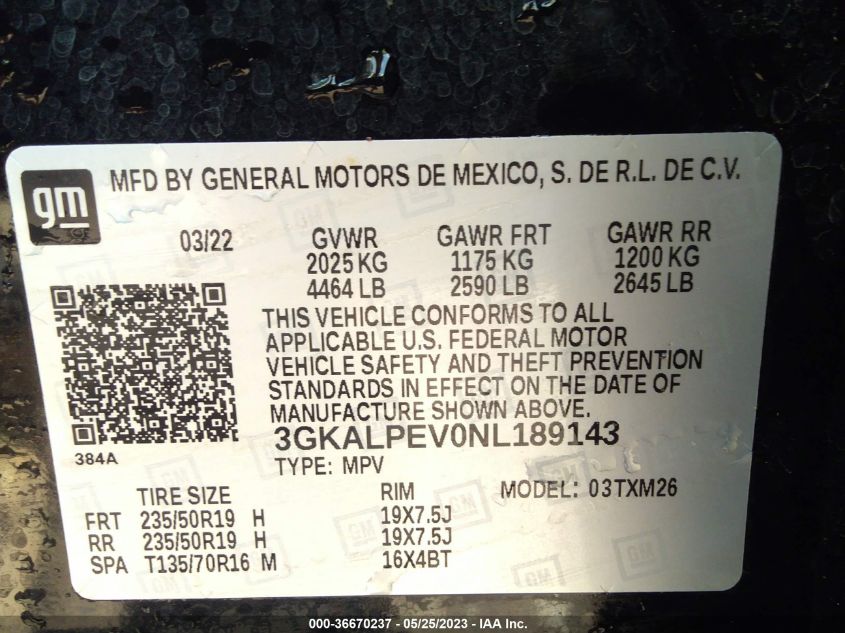 gm
MFD BY GENERAL MOTORS DE MEXICO, S. DE R.L. DE C.V.
03/22 GVWR GAWR FRT GAWR RR
2025 KG 1175 KG 1200 KG
4464 LB 2590 LB 2645 LB
THIS VEHICLE CONFORMS TO ALL
APPLICABLE U.S. FEDERAL MOTOR
VEHICLE SAFETY AND THEFT PREVENTION
STANDARDS IN EFFECT ON THE DATE OF
MANUFACTURE SHOWN ABOVE.
384A
3GKALPEV0NL189143
TYPE: MPV
TIRE SIZE RIM MODEL: 03TXM26
FRT 235/50R19 H 19X7.5J
RR 235/50R19 H 19X7.5J
SPA T135/70R16 M 16X4BT
000-36670237 - 05/25/2023 - IAA Inc.